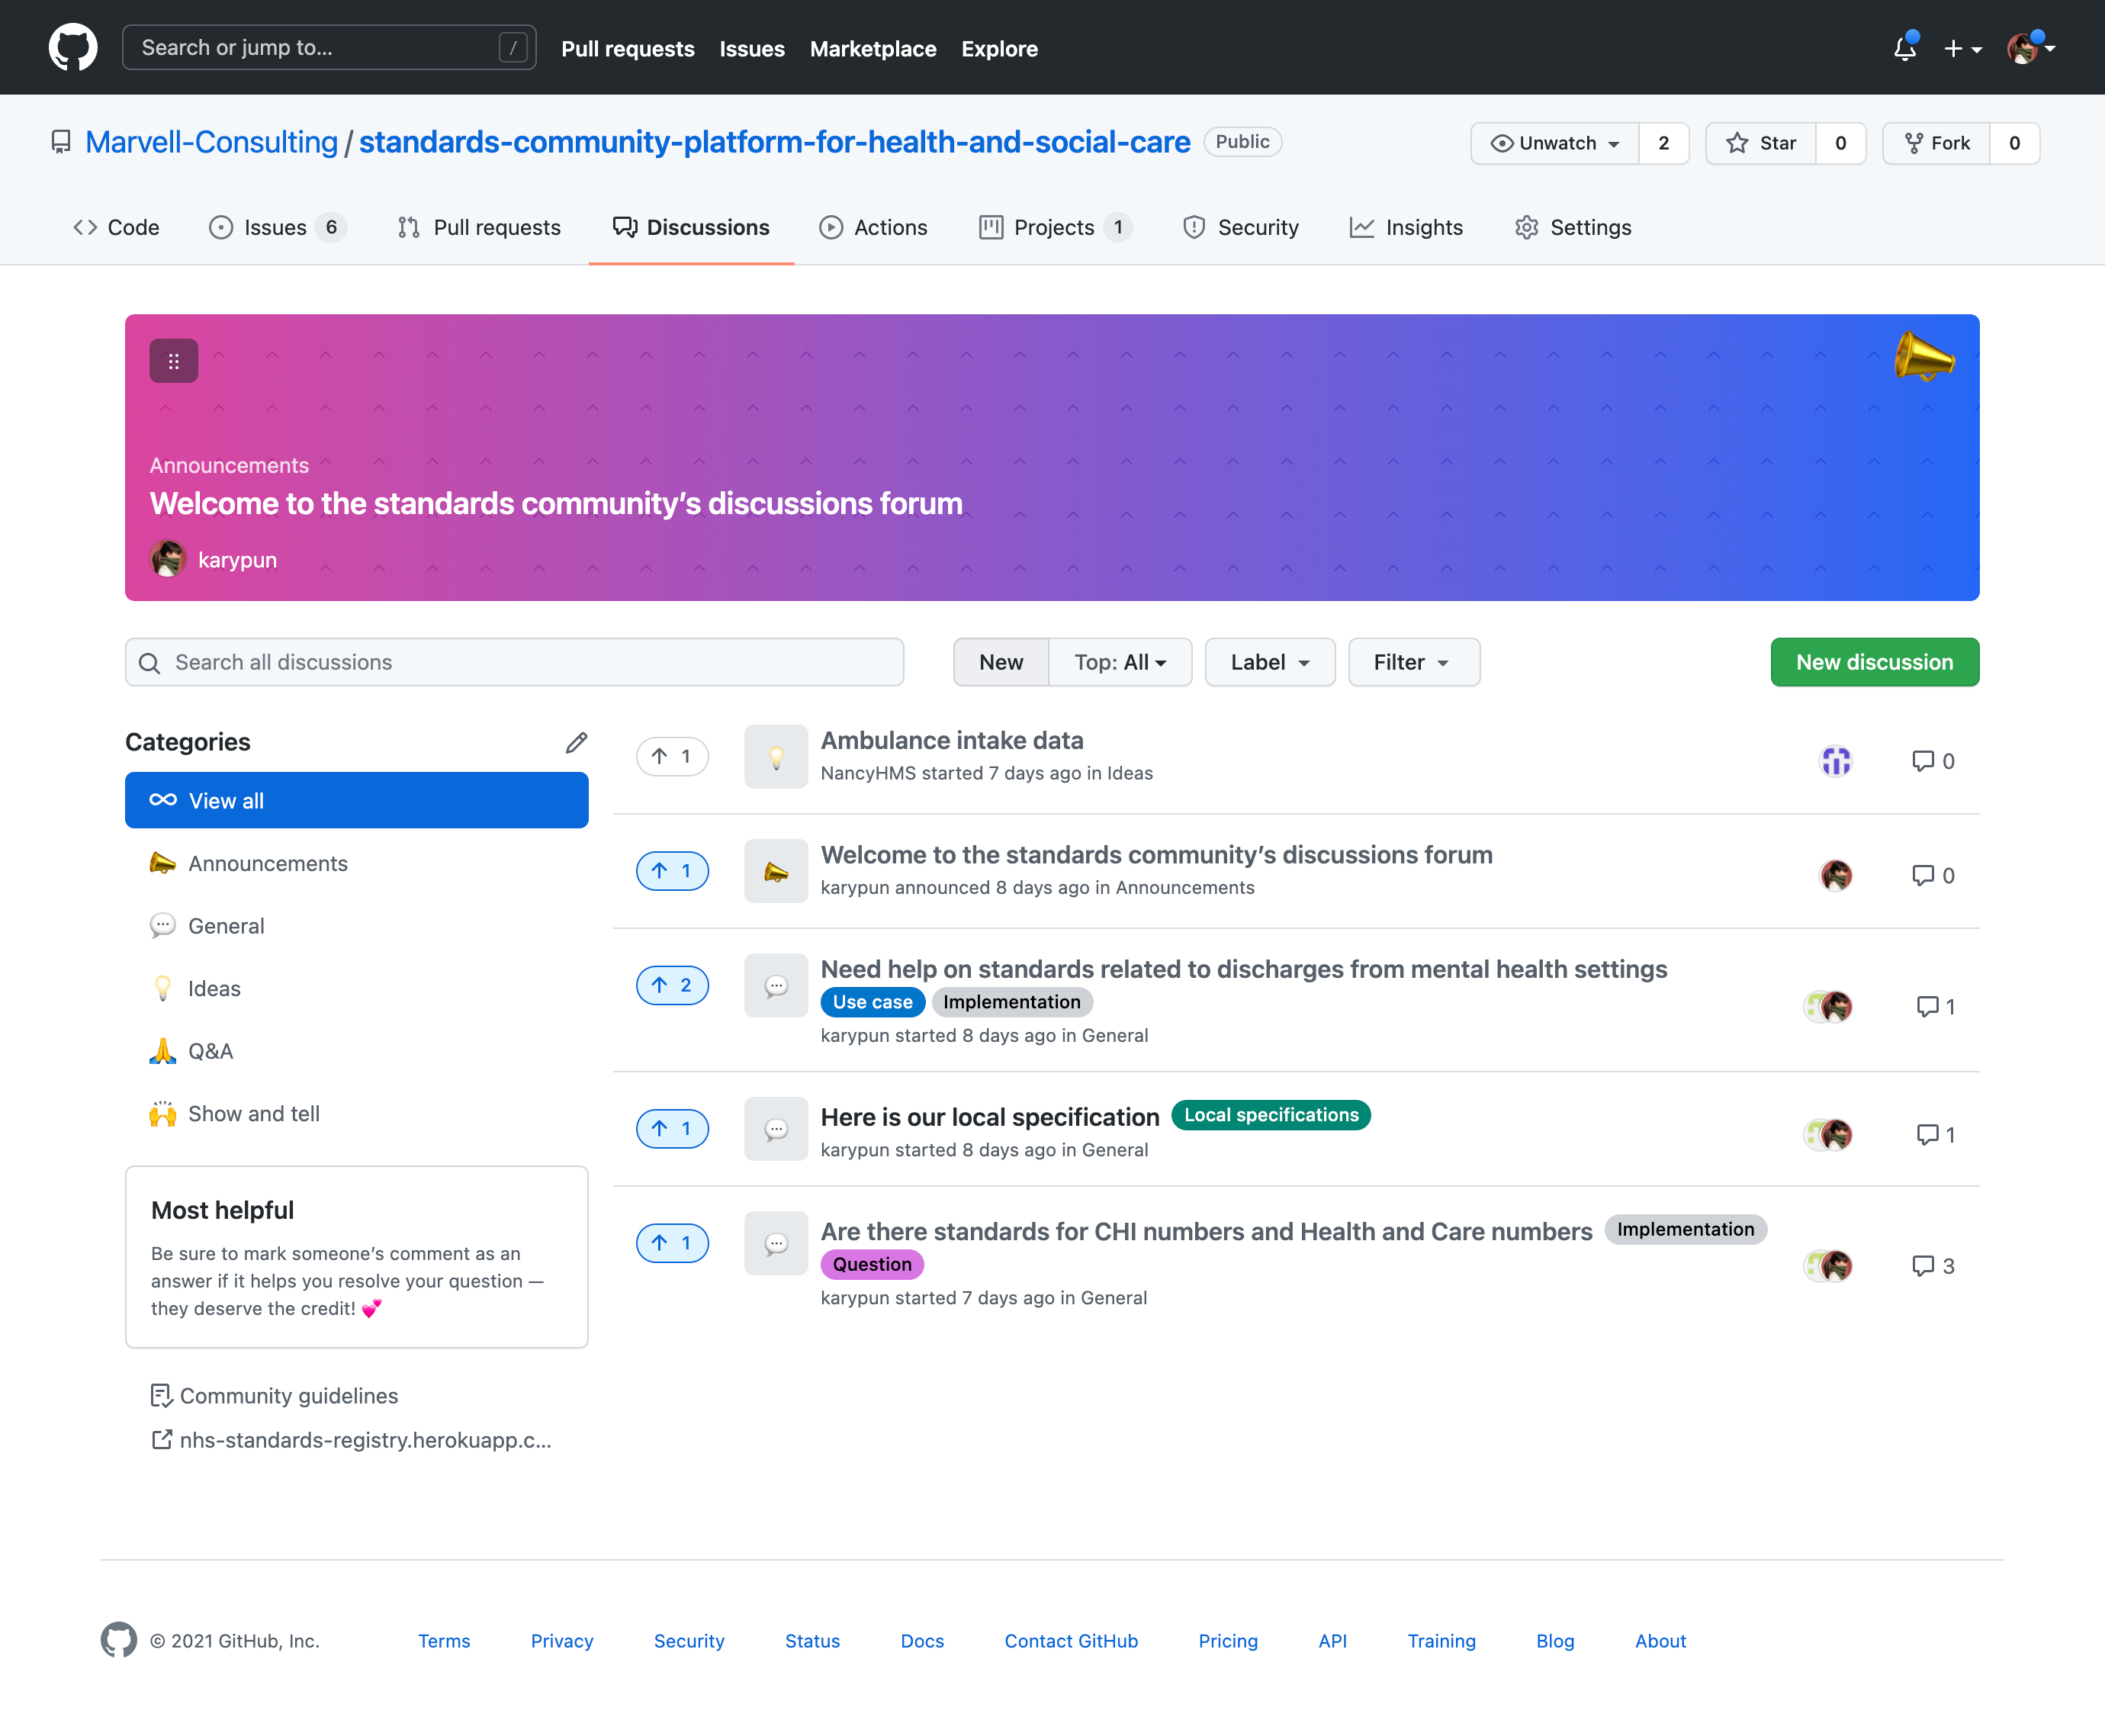 Search or jump to... / Pull requests Issues Marketplace Explore
Marvell-Consulting / standards-community-platform-for-health-and-social-care Public Unwatch 2 Star 0 Fork 0
Code Issues 6 Pull requests Discussions Actions Projects 1 Security Insights Settings
Announcements
Welcome to the standards community’s discussions forum
karypun
Search all discussions New Top: All Label Filter New discussion
Categories
View all
Announcements
General
Ideas
Q&A
Show and tell
Most helpful
Be sure to mark someone’s comment as an
answer if it helps you resolve your question —
they deserve the credit! 💕
Community guidelines
nhs-standards-registry.herokuapp.c...
1 Ambulance intake data 0
NancyHMS started 7 days ago in Ideas
1 Welcome to the standards community’s discussions forum 0
karypun announced 8 days ago in Announcements
2 Need help on standards related to discharges from mental health settings
Use case Implementation 1
karypun started 8 days ago in General
1 Here is our local specification Local specifications 1
karypun started 8 days ago in General
1 Are there standards for CHI numbers and Health and Care numbers Implementation
Question 3
karypun started 7 days ago in General
© 2021 GitHub, Inc. Terms Privacy Security Status Docs Contact GitHub Pricing API Training Blog About